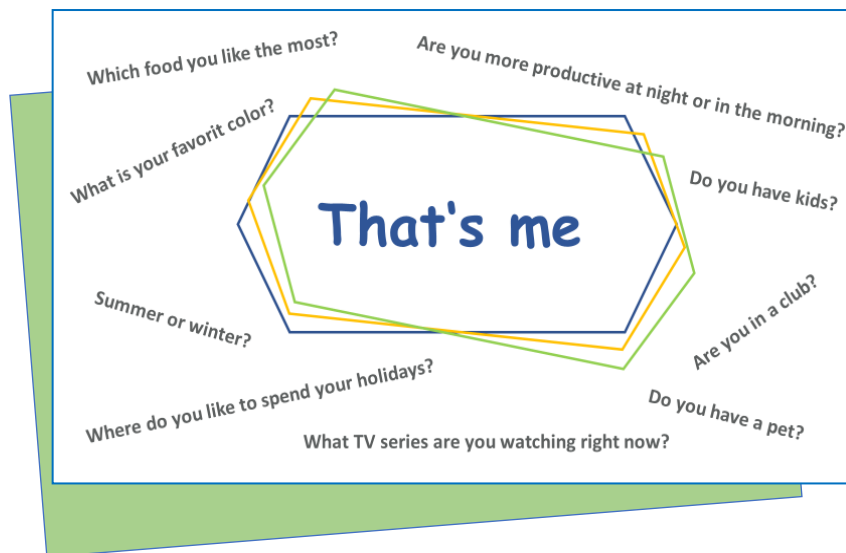 Which food you like the most?
Are you more productive at night or in the morning?
What is your favorit color?
Do you have kids?
That's me
Summer or winter?
Are you in a club?
Where do you like to spend your holidays?
Do you have a pet?
What TV series are you watching right now?